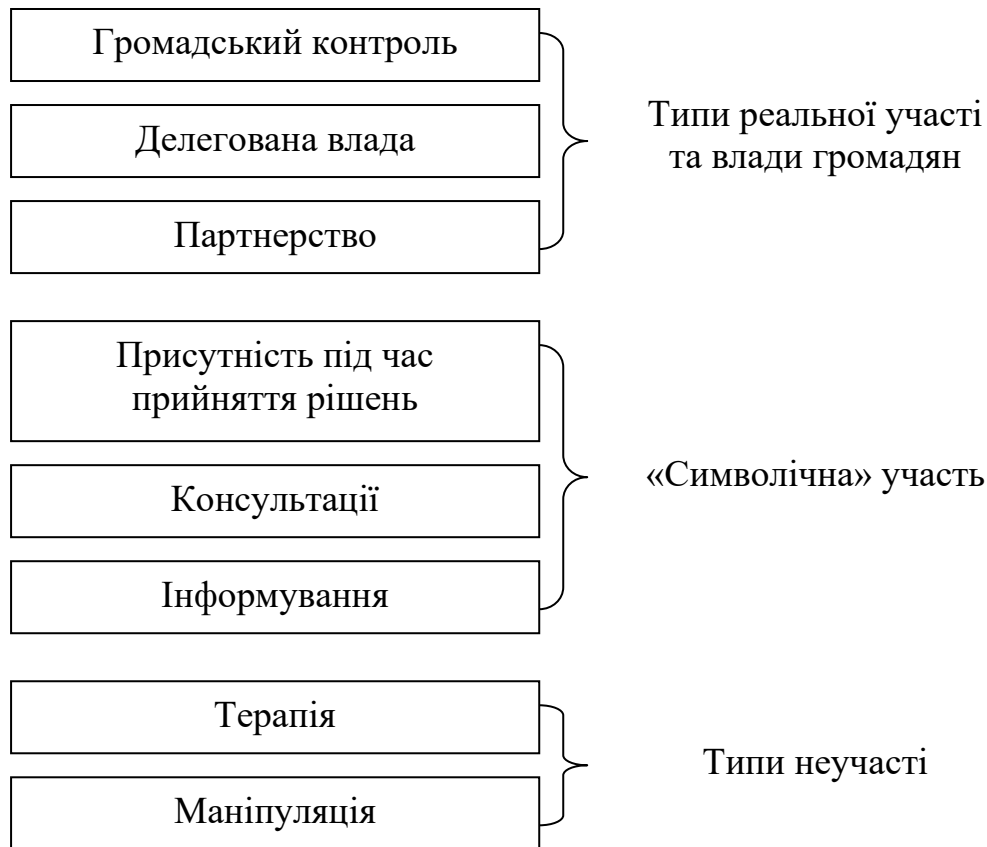 Громадський контроль
Делегована влада
Партнерство
Типи реальної участі
та влади громадян
Присутність під час
прийняття рішень
Консультації
Інформування
«Символічна» участь
Терапія
Маніпуляція
Типи неучасті